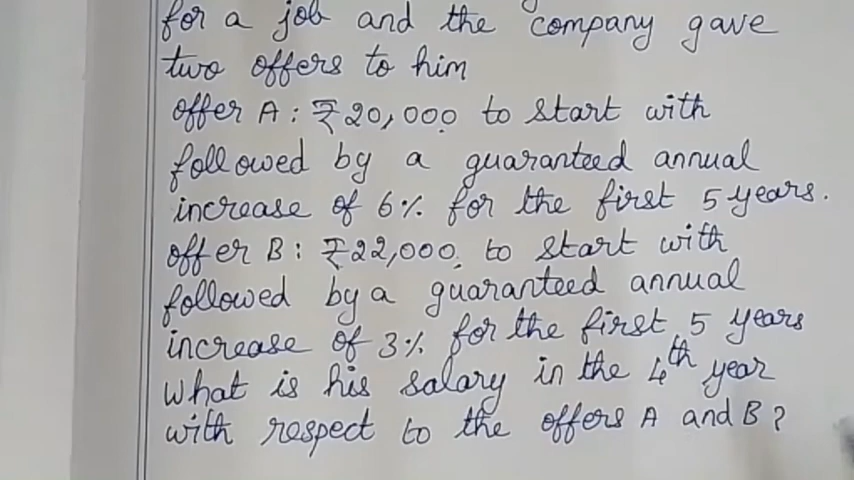 for a job and the company gave
two offers to him
offer A : ₹20,000 to start with
followed by a guaranteed annual
increase of 6% for the first 5 years.
offer B : ₹22,000 to start with
followed by a guaranteed annual
increase of 3% for the first 5 years
What is his salary in the 4th year
with respect to the offers A and B?